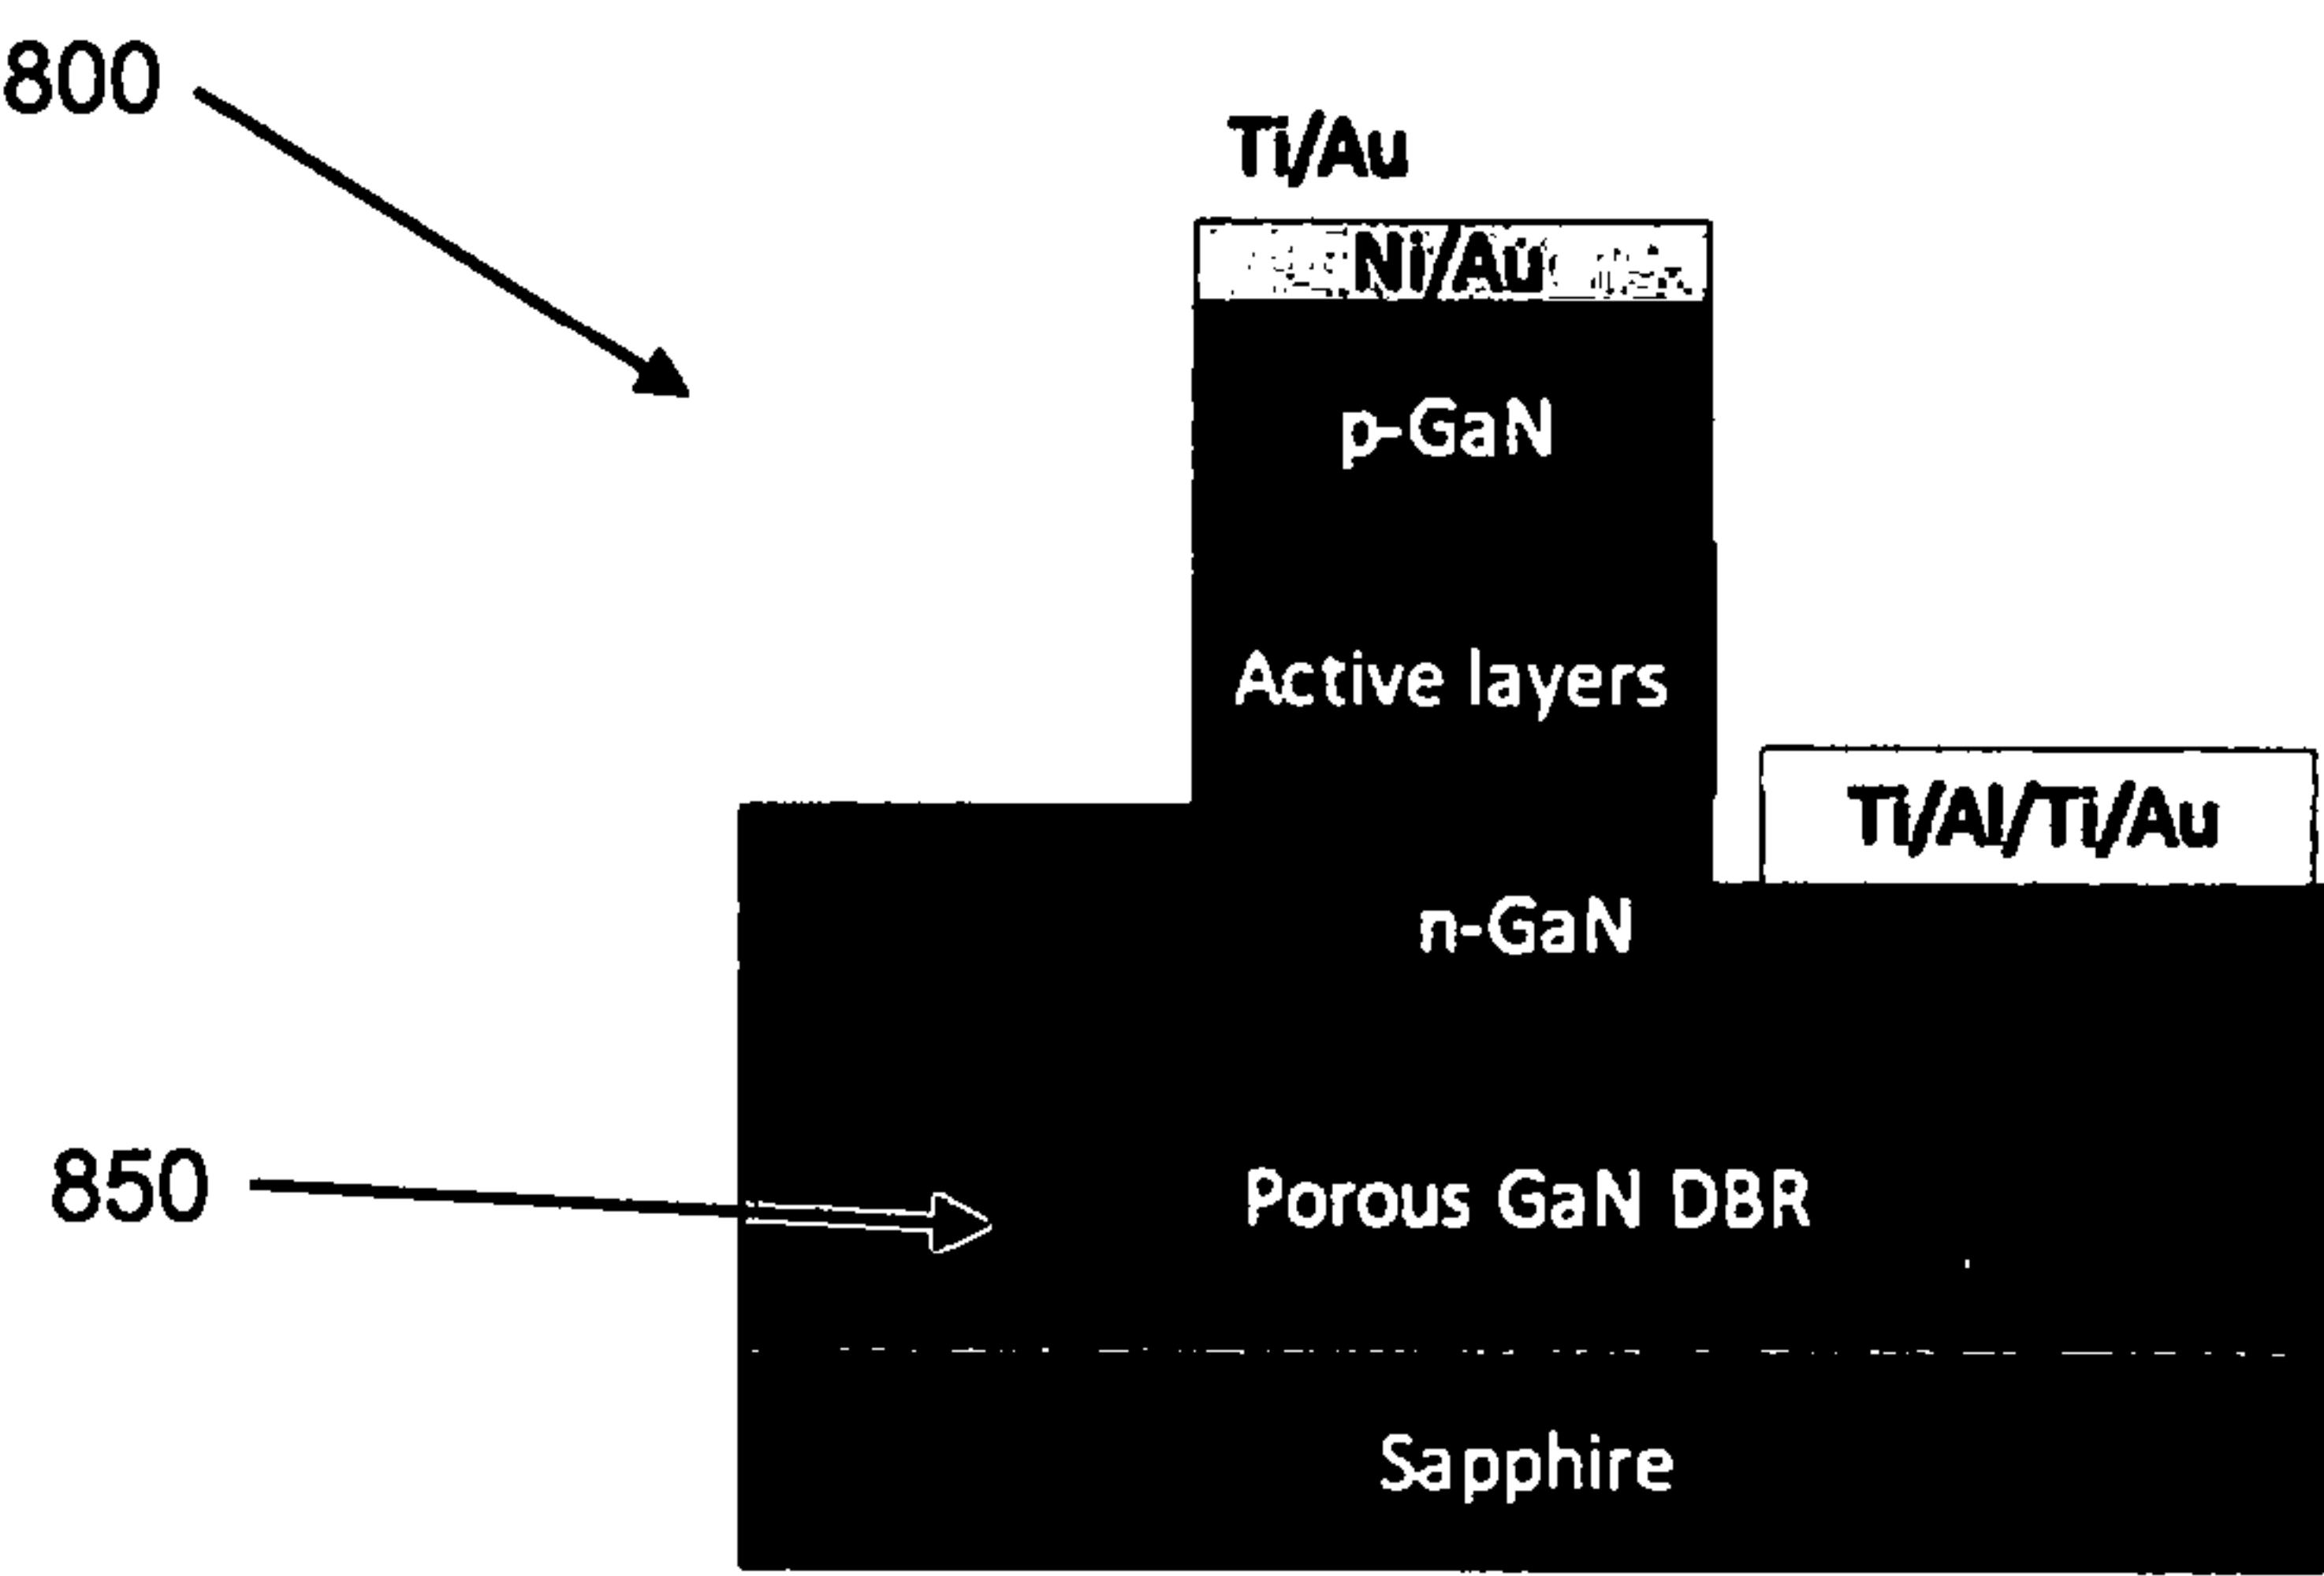 800
Ti/Au
Ni/Au
p-GaN
Active layers
Ti/Al/Ti/Au
n-GaN
850
Porous GaN DBR
Sapphire